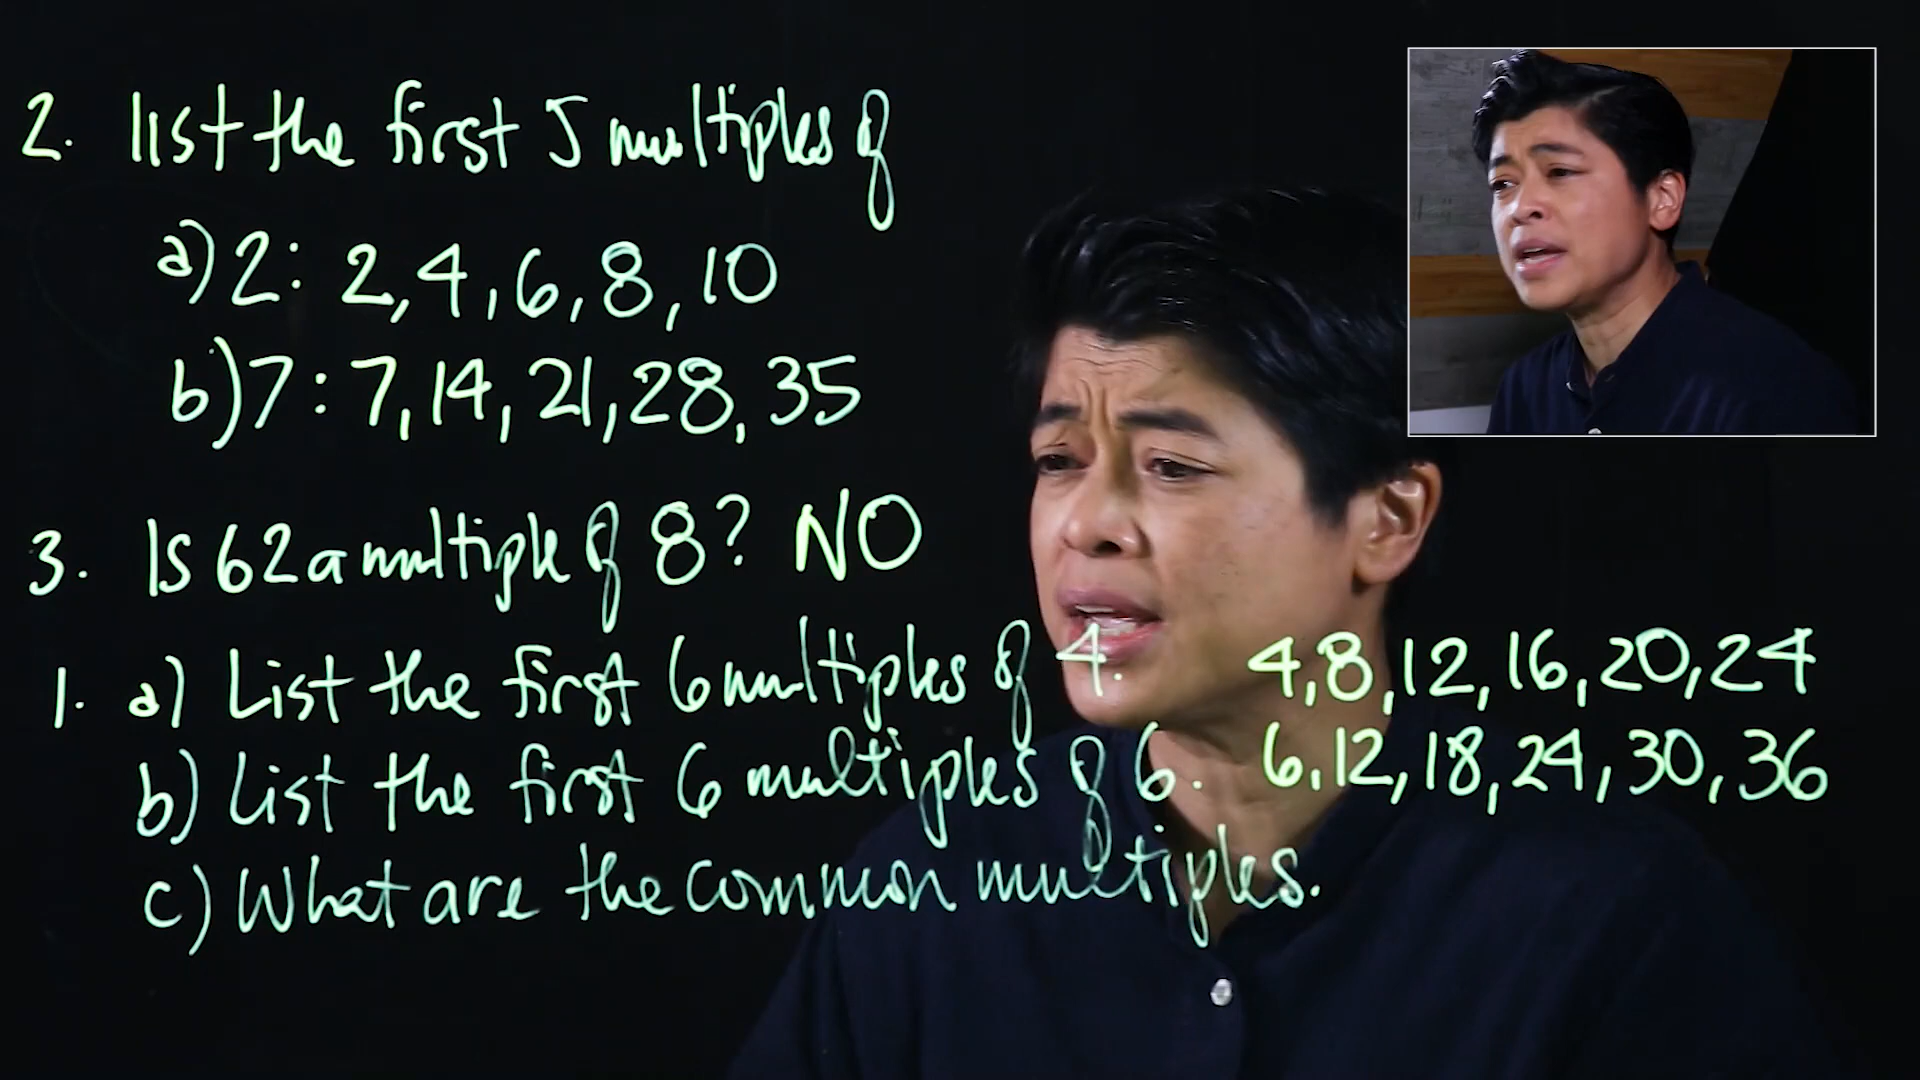 2. list the first 5 multiples of
a) 2: 2, 4, 6, 8, 10
b) 7: 7, 14, 21, 28, 35
3. Is 62 a multiple of 8? NO
1. a) List the first 6 multiples of 4. 4, 8, 12, 16, 20, 24
b) List the first 6 multiples of 6. 6, 12, 18, 24, 30, 36
c) What are the common multiples.